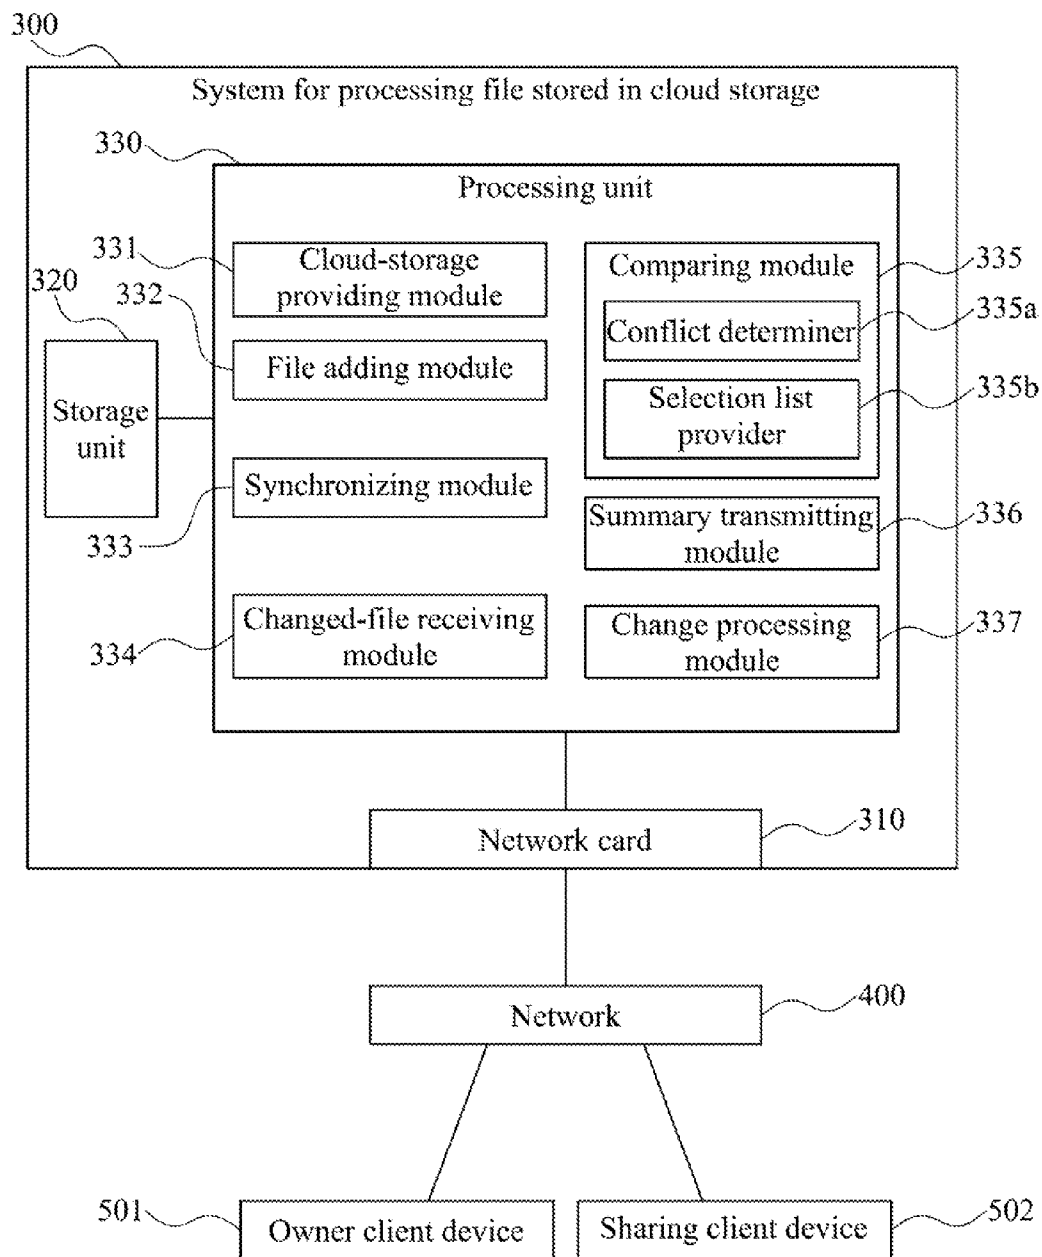 300
System for processing file stored in cloud storage
330
Processing unit
331
Cloud-storage
providing module
320
332
File adding module
Storage
unit
Synchronizing module
333
Changed-file receiving
module
334
Comparing module
335
Conflict determiner
335a
Selection list
provider
335b
Summary transmitting
module
336
Change processing
module
337
Network card
310
Network
400
501
Owner client device
Sharing client device
502